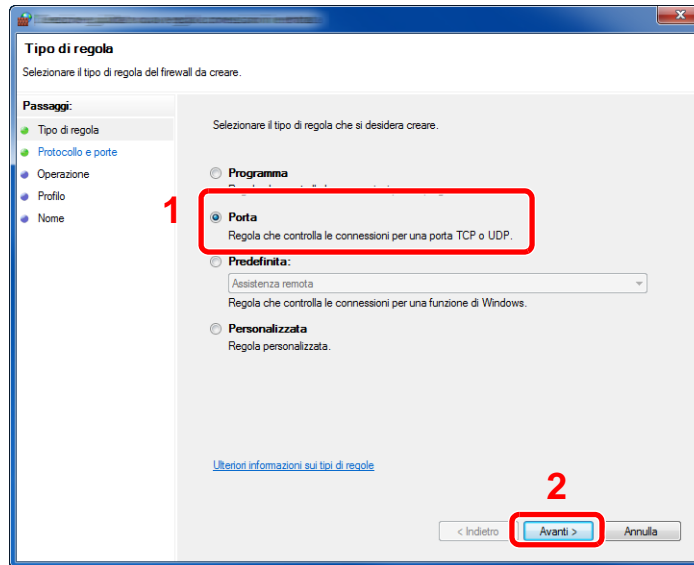 Tipo di regola
Selezionare il tipo di regola del firewall da creare.
Passaggi:
Tipo di regola
Protocollo e porte
Operazione
Profilo
Nome
Selezionare il tipo di regola che si desidera creare.
Programma
1
Porta
Regola che controlla le connessioni per una porta TCP o UDP.
Predefinita:
Assistenza remota
Regola che controlla le connessioni per una funzione di Windows.
Personalizzata
Regola personalizzata.
Ulteriori informazioni sui tipi di regole
2
< Indietro Avanti > Annulla